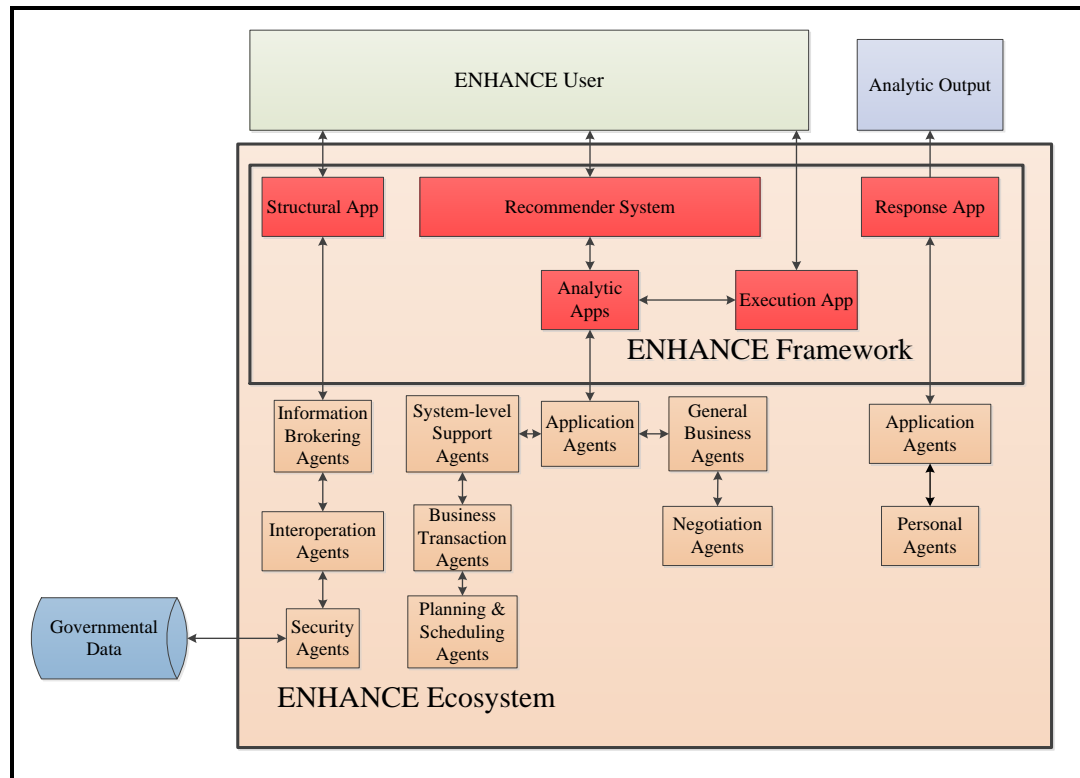 ENHANCE User
Analytic Output
Structural App
Recommender System
Response App
Analytic
Apps
Execution App
ENHANCE Framework
Information
Brokering
Agents
System-level
Support
Agents
Application
Agents
General
Business
Agents
Application
Agents
Interoperation
Agents
Business
Transaction
Agents
Negotiation
Agents
Personal
Agents
Governmental
Data
Security
Agents
Planning &
Scheduling
Agents
ENHANCE Ecosystem